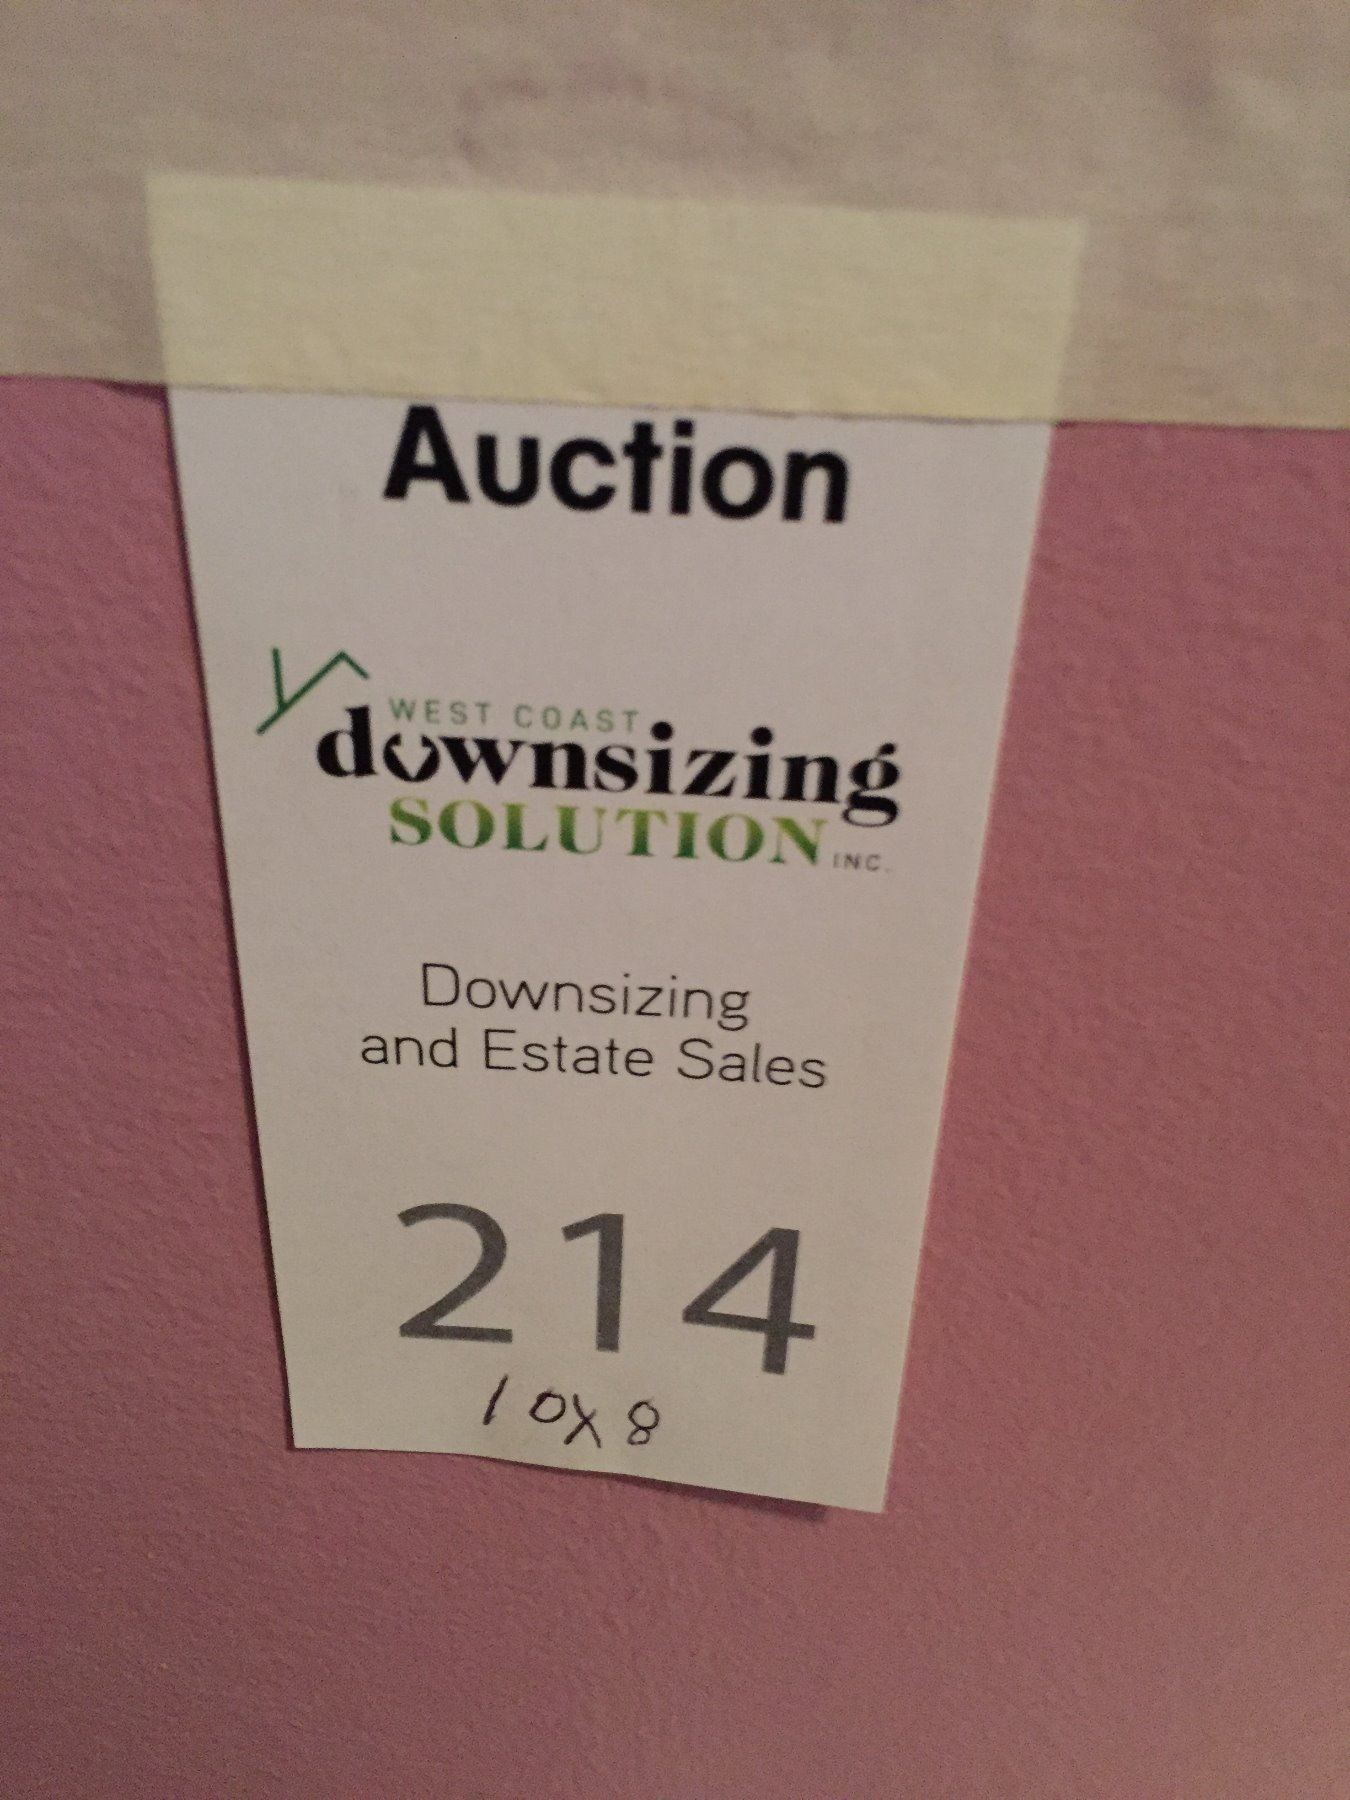 Auction
WEST COAST
downsizing
SOLUTION INC.
Downsizing
and Estate Sales
214
10x8